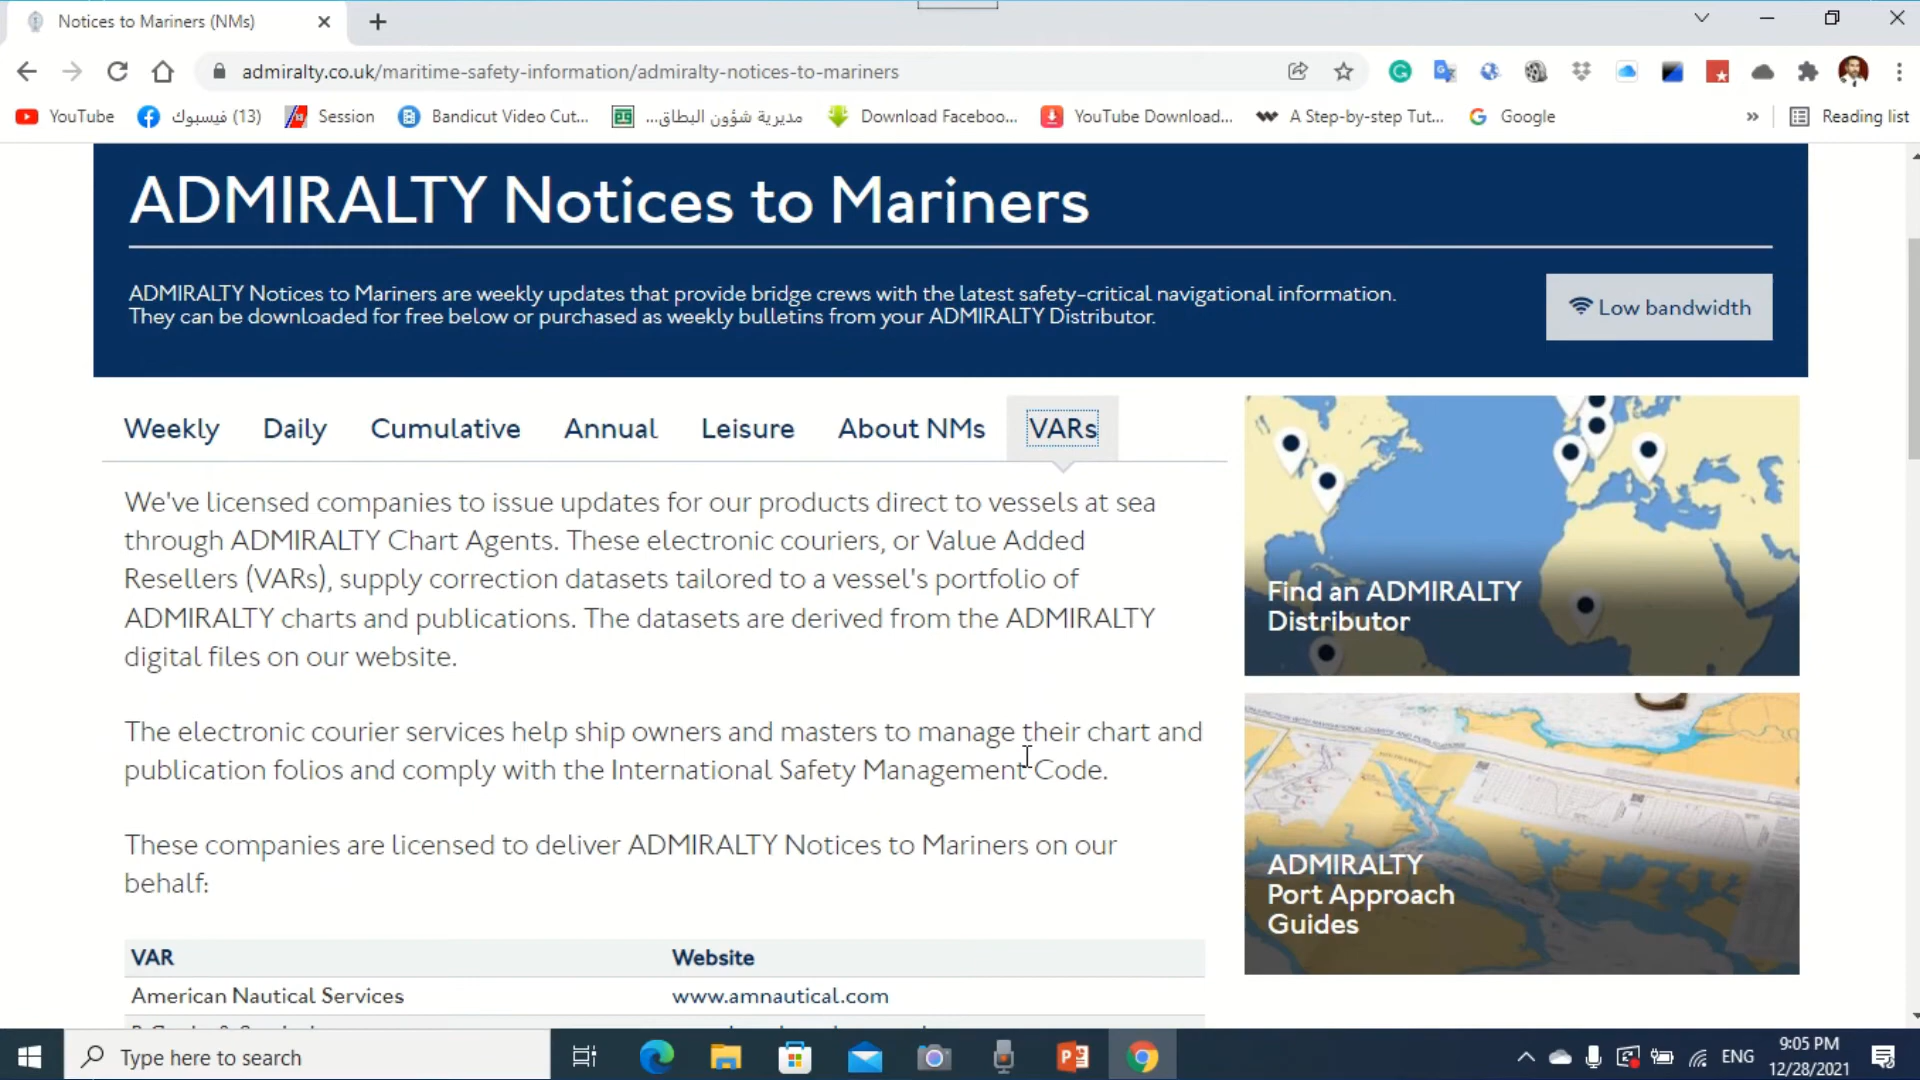 Notices to Mariners (NMs)
admiralty.co.uk/maritime-safety-information/admiralty-notices-to-mariners
YouTube
(13) فيسبوك
Session
Bandicut Video Cut...
مديرية شؤون البطاق...
Download Faceboo...
YouTube Download...
A Step-by-step Tut...
Google
»
Reading list
ADMIRALTY Notices to Mariners
ADMIRALTY Notices to Mariners are weekly updates that provide bridge crews with the latest safety-critical navigational information.
They can be downloaded for free below or purchased as weekly bulletins from your ADMIRALTY Distributor.
Low bandwidth
Weekly
Daily
Cumulative
Annual
Leisure
About NMs
VARs
We've licensed companies to issue updates for our products direct to vessels at sea
through ADMIRALTY Chart Agents. These electronic couriers, or Value Added
Resellers (VARs), supply correction datasets tailored to a vessel's portfolio of
ADMIRALTY charts and publications. The datasets are derived from the ADMIRALTY
digital files on our website.
The electronic courier services help ship owners and masters to manage their chart and
publication folios and comply with the International Safety Management Code.
These companies are licensed to deliver ADMIRALTY Notices to Mariners on our
behalf:
VAR
Website
American Nautical Services
www.amnautical.com
Find an ADMIRALTY
Distributor
ADMIRALTY
Port Approach
Guides
Type here to search
ENG
9:05 PM
12/28/2021